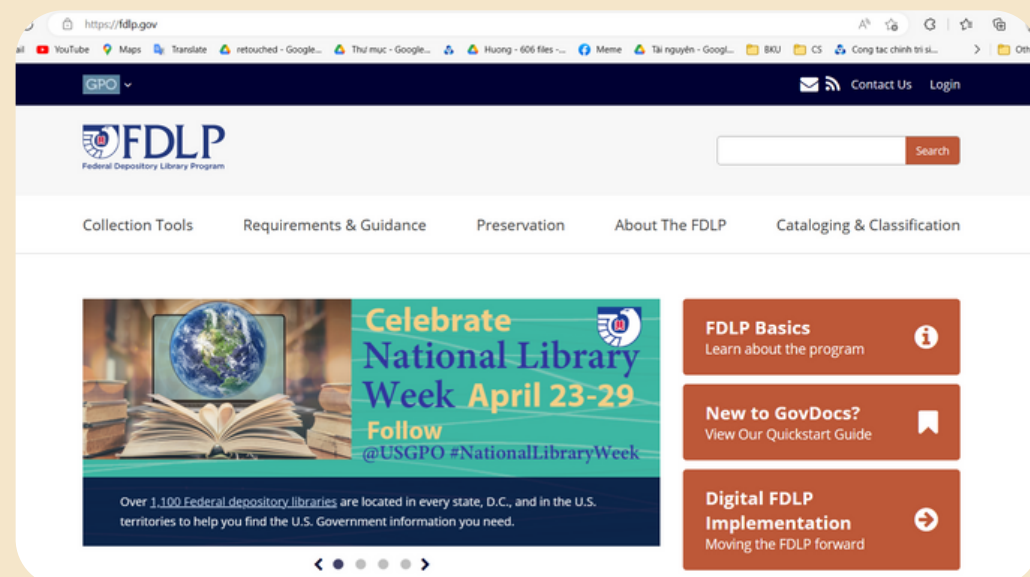 https://fdlp.gov
ail YouTube Maps Translate retouched - Google... Thư mục - Google... Huong - 606 files -... Meme Tài nguyên - Googl... BKU CS Cong tac chinh tri si... Oth
GPO Contact Us Login
FDLP
Federal Depository Library Program
Search
Collection Tools Requirements & Guidance Preservation About The FDLP Cataloging & Classification
Celebrate
National Library
Week April 23-29
Follow
@USGPO #NationalLibraryWeek
Over 1,100 Federal depository libraries are located in every state, D.C., and in the U.S.
territories to help you find the U.S. Government information you need.
FDLP Basics
Learn about the program
New to GovDocs?
View Our Quickstart Guide
Digital FDLP
Implementation
Moving the FDLP forward